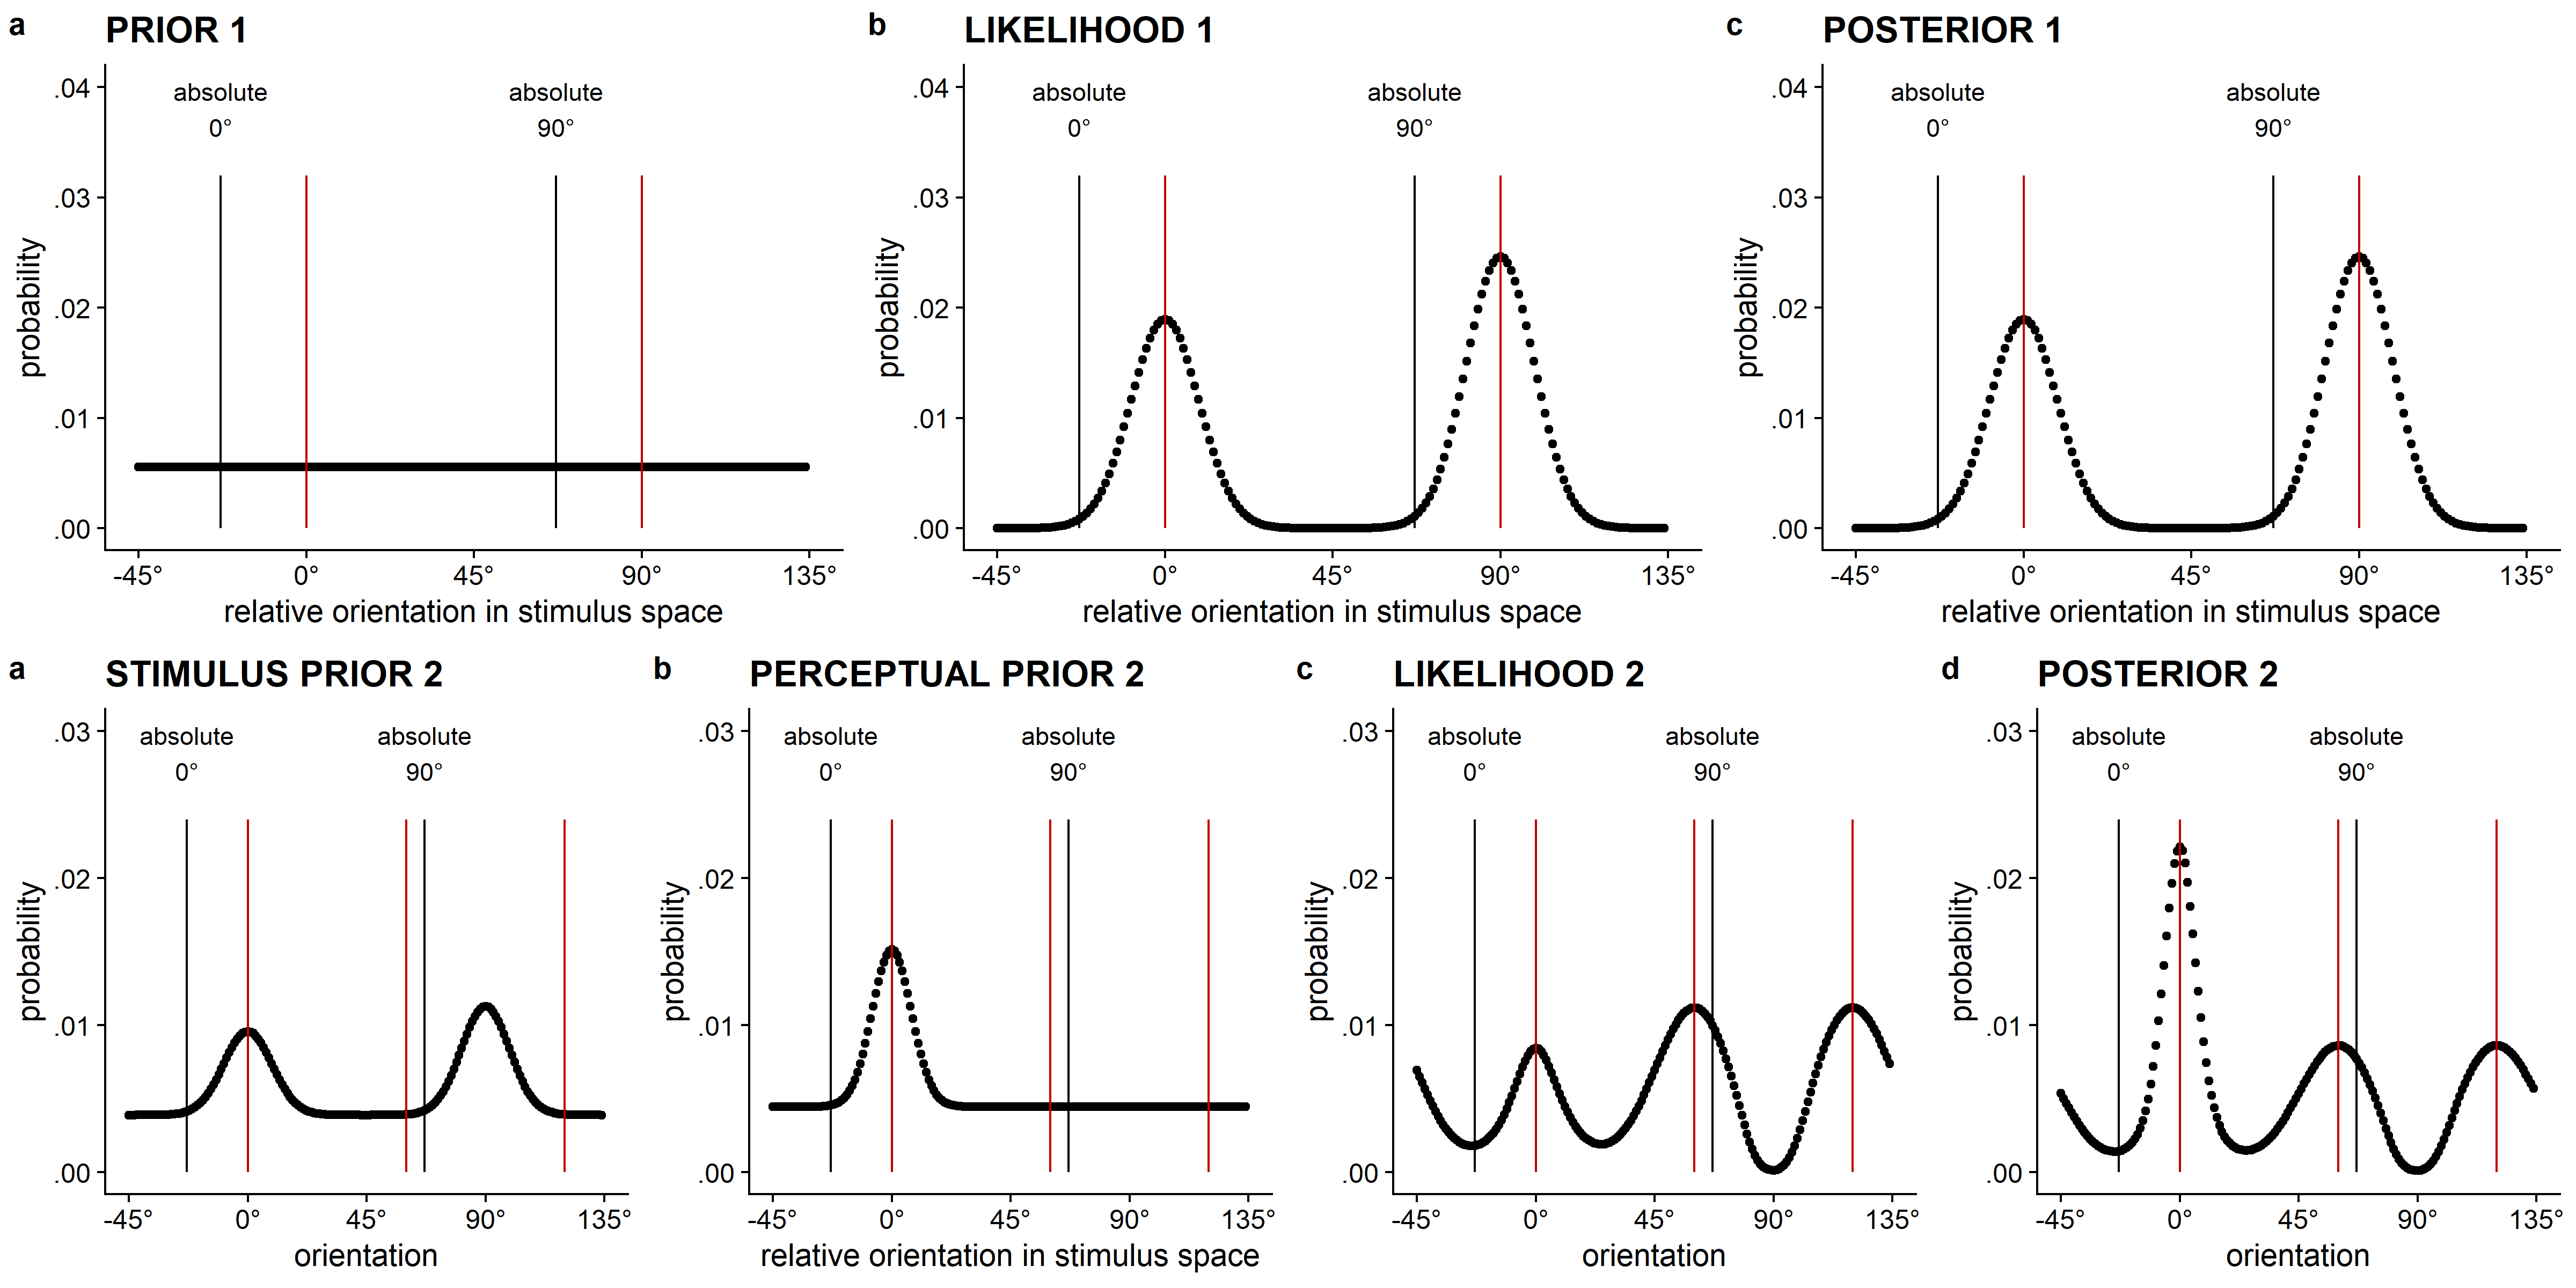 a PRIOR 1
absolute
0°
absolute
90°
.04
.03
.02
.01
.00
probability
-45° 0° 45° 90° 135°
relative orientation in stimulus space
b LIKELIHOOD 1
absolute
0°
absolute
90°
.04
.03
.02
.01
.00
probability
-45° 0° 45° 90° 135°
relative orientation in stimulus space
c POSTERIOR 1
absolute
0°
absolute
90°
.04
.03
.02
.01
.00
probability
-45° 0° 45° 90° 135°
relative orientation in stimulus space
a STIMULUS PRIOR 2
absolute
0°
absolute
90°
.03
.02
.01
.00
probability
-45° 0° 45° 90° 135°
orientation
b PERCEPTUAL PRIOR 2
absolute
0°
absolute
90°
.03
.02
.01
.00
probability
-45° 0° 45° 90° 135°
relative orientation in stimulus space
c LIKELIHOOD 2
absolute
0°
absolute
90°
.03
.02
.01
.00
probability
-45° 0° 45° 90° 135°
orientation
d POSTERIOR 2
absolute
0°
absolute
90°
.03
.02
.01
.00
probability
-45° 0° 45° 90° 135°
orientation